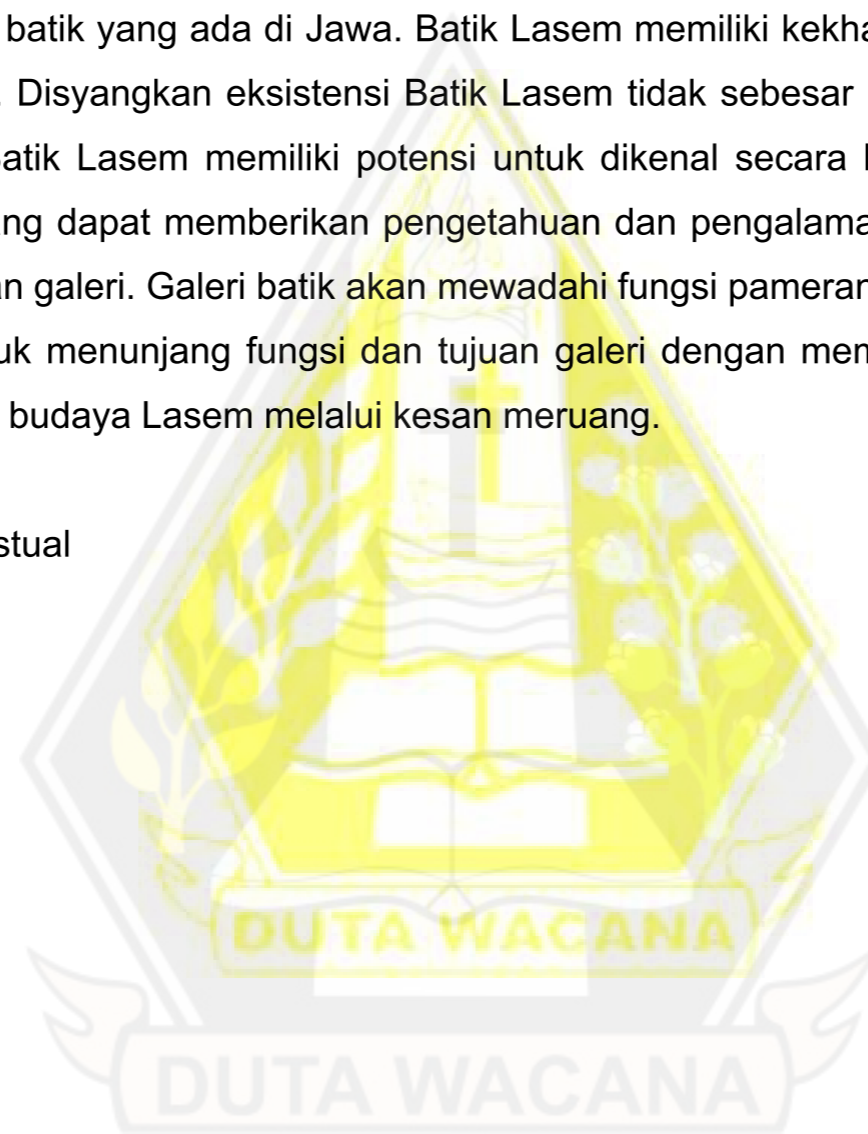 batik yang ada di Jawa. Batik Lasem memiliki kekha
. Disyangkan eksistensi Batik Lasem tidak sebesar
Batik Lasem memiliki potensi untuk dikenal secara
ng dapat memberikan pengetahuan dan pengalama
n galeri. Galeri batik akan mewadahi fungsi pameran
uk menunjang fungsi dan tujuan galeri dengan men
budaya Lasem melalui kesan meruang.
stual
DUTA WACANA
DUTA WACANA